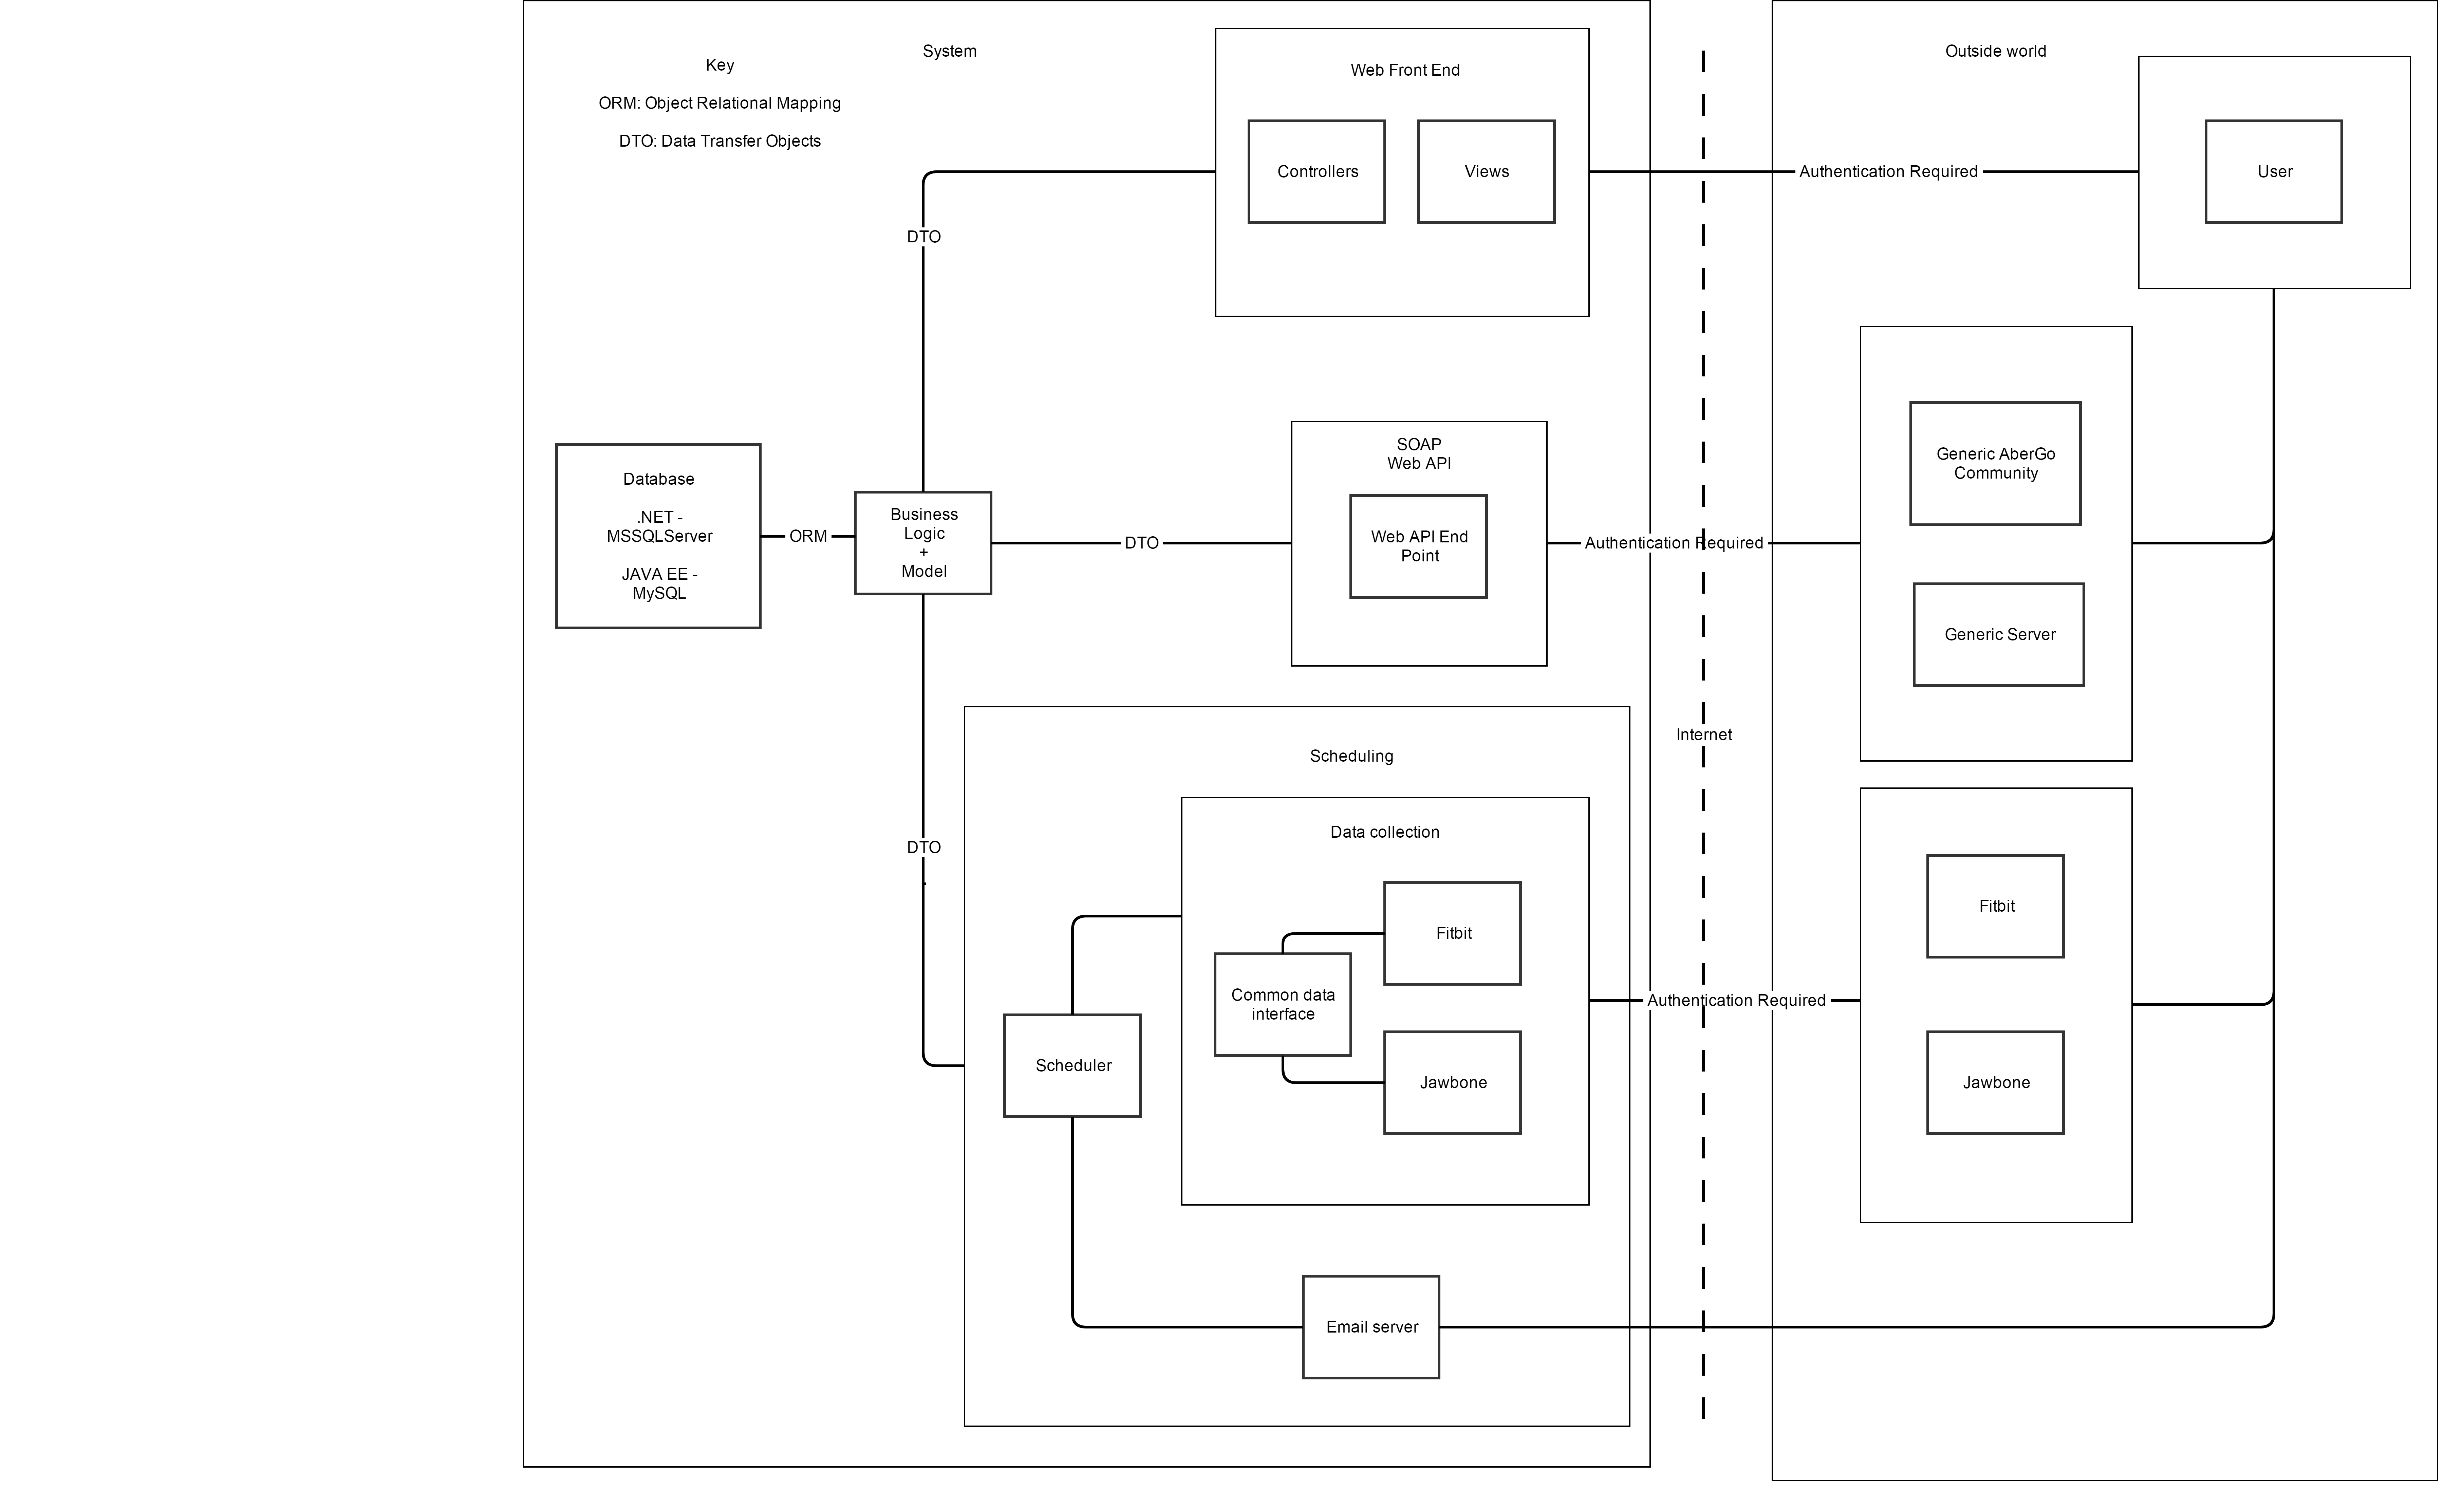 System
Key
ORM: Object Relational Mapping
DTO: Data Transfer Objects
Web Front End
Controllers
Views
DTO
Outside world
Authentication Required
User
Database
.NET -
MSSQLServer
JAVA EE -
MySQL
ORM
Business
Logic
+
Model
DTO
SOAP
Web API
Web API End
Point
Authentication Required
Generic AberGo
Community
Generic Server
Internet
Scheduling
Data collection
DTO
Fitbit
Common data
interface
Jawbone
Scheduler
Authentication Required
Fitbit
Jawbone
Email server